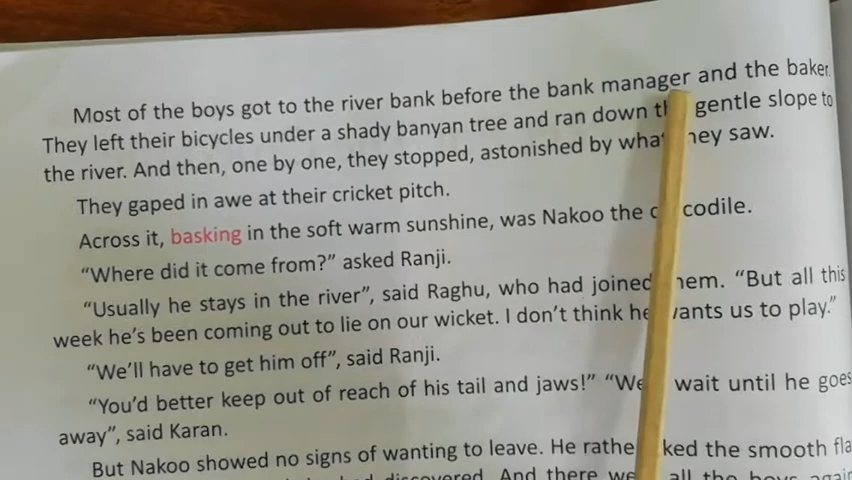 Most of the boys got to the river bank before the bank manager and the baker.
They left their bicycles under a shady banyan tree and ran down gentle slope to
the river. And then, one by one, they stopped, astonished by what they saw.
They gaped in awe at their cricket pitch.
Across it, basking in the soft warm sunshine, was Nakoo the crocodile.
“Where did it come from?” asked Ranji.
“Usually he stays in the river”, said Raghu, who had joined them. “But all this
week he’s been coming out to lie on our wicket. I don’t think he wants us to play.”
“We’ll have to get him off”, said Ranji.
“You’d better keep out of reach of his tail and jaws!” wait until he goes
away”, said Karan.
But Nakoo showed no signs of wanting to leave. He the smooth
discovered. And there all the boys